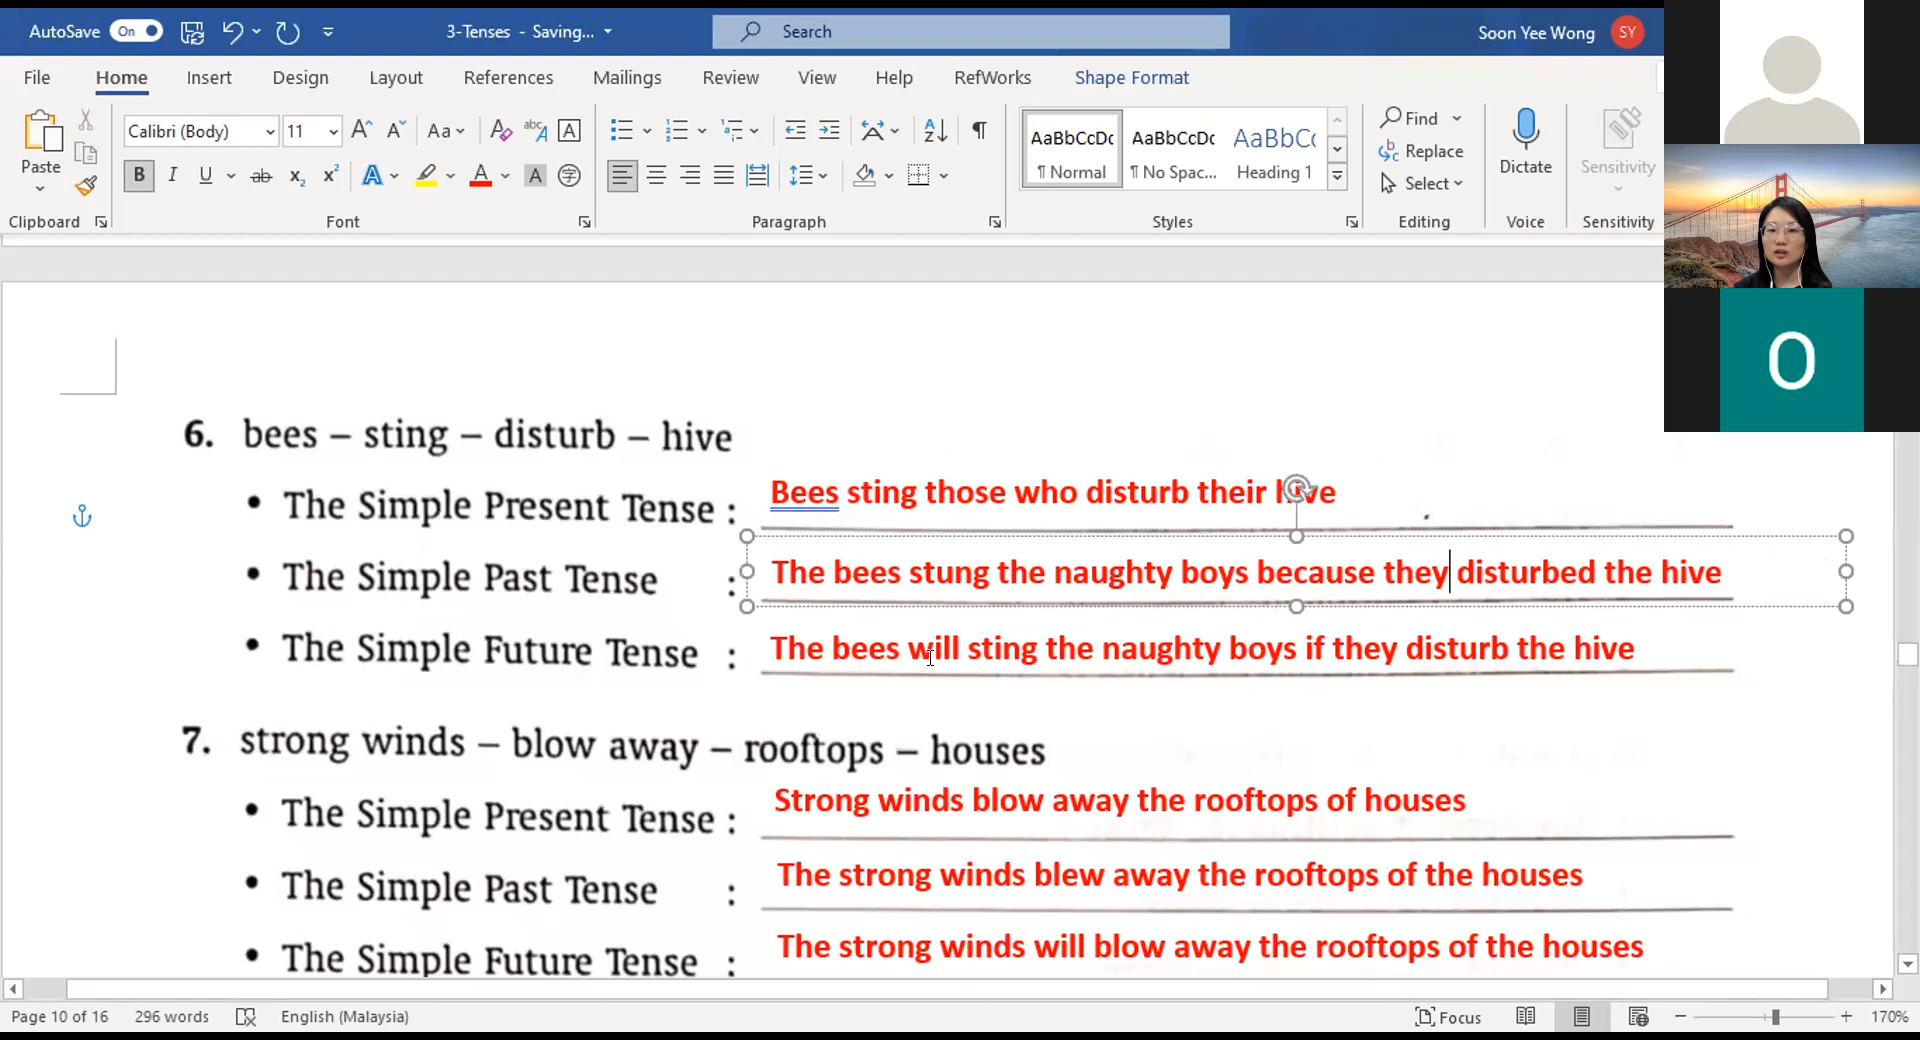 AutoSave On 3-Tenses - Saving... Search Soon Yee Wong SY
File Home Insert Design Layout References Mailings Review View Help RefWorks Shape Format
Calibri (Body) 11 Aa abc A AaBbCcDc AaBbCcDc AaBbCc Find
Paste B I U ab x₂ x² A A A 字 ¶ Normal ¶ No Spac... Heading 1 Replace Dictate Sensitivity
Select
Clipboard Font Paragraph Styles Editing Voice Sensitivity
O
6. bees – sting – disturb – hive
• The Simple Present Tense : Bees sting those who disturb their hive
• The Simple Past Tense : The bees stung the naughty boys because they disturbed the hive
• The Simple Future Tense : The bees will sting the naughty boys if they disturb the hive
7. strong winds – blow away – rooftops – houses
• The Simple Present Tense : Strong winds blow away the rooftops of houses
• The Simple Past Tense : The strong winds blew away the rooftops of the houses
• The Simple Future Tense : The strong winds will blow away the rooftops of the houses
Page 10 of 16 296 words English (Malaysia) Focus 170%